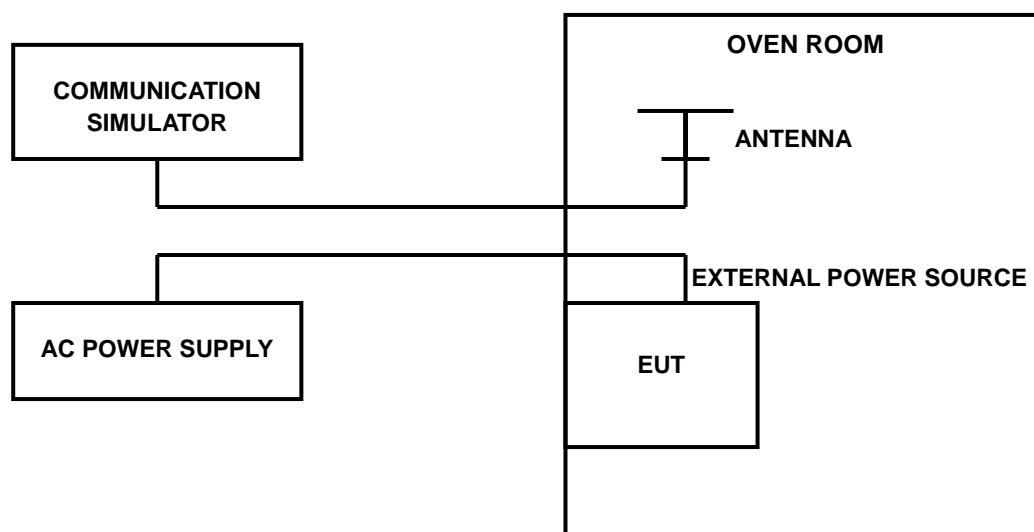 OVEN ROOM
COMMUNICATION
SIMULATOR
ANTENNA
EXTERNAL POWER SOURCE
AC POWER SUPPLY
EUT